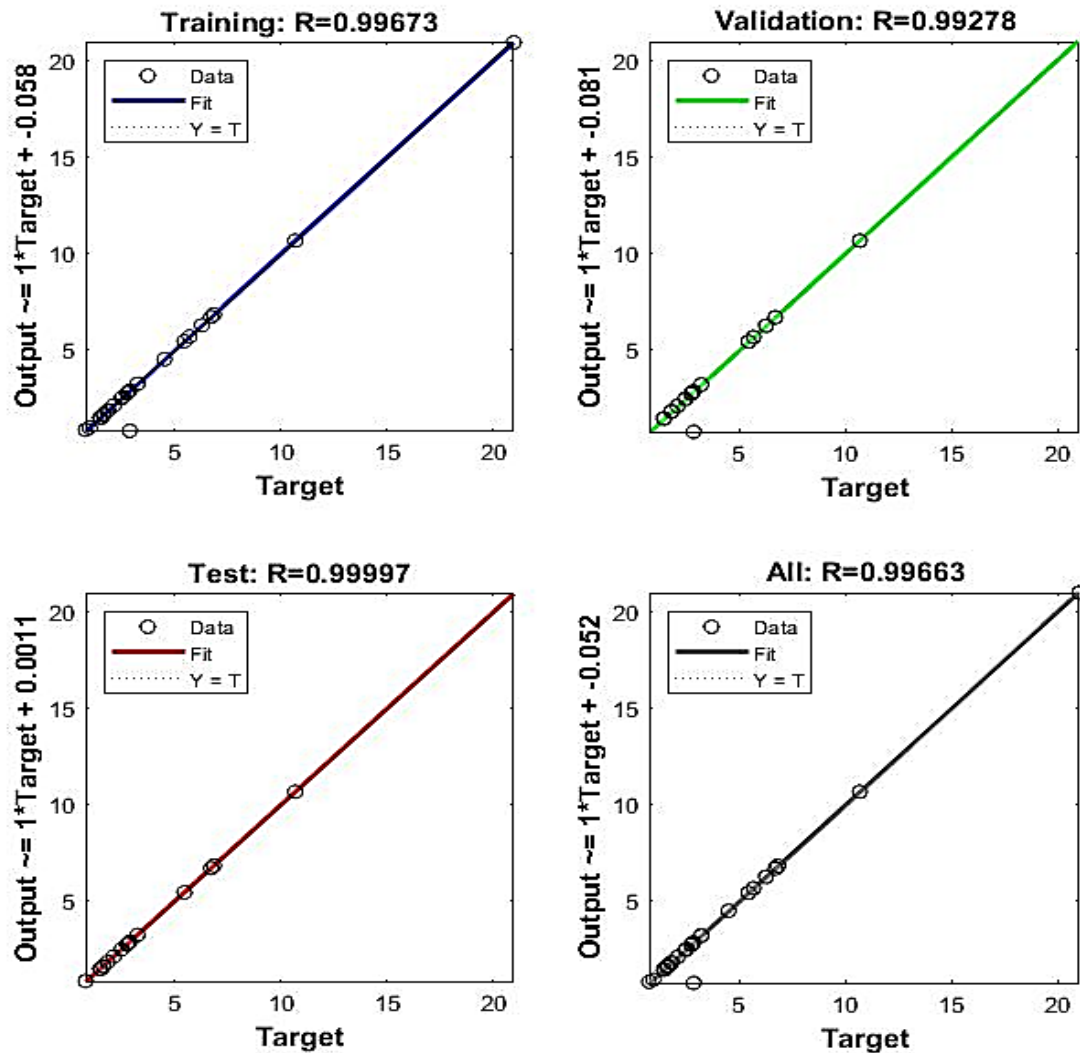 Training: R=0.99673
Output ~= 1*Target + -0.058
20
15
10
5
Data
Fit
Y = T
5
10
15
20
Target
Validation: R=0.99278
Output ~= 1*Target + -0.081
20
15
10
5
Data
Fit
Y = T
5
10
15
20
Target
Test: R=0.99997
Output ~= 1*Target + 0.0011
20
15
10
5
Data
Fit
Y = T
5
10
15
20
Target
All: R=0.99663
Output ~= 1*Target + -0.052
20
15
10
5
Data
Fit
Y = T
5
10
15
20
Target